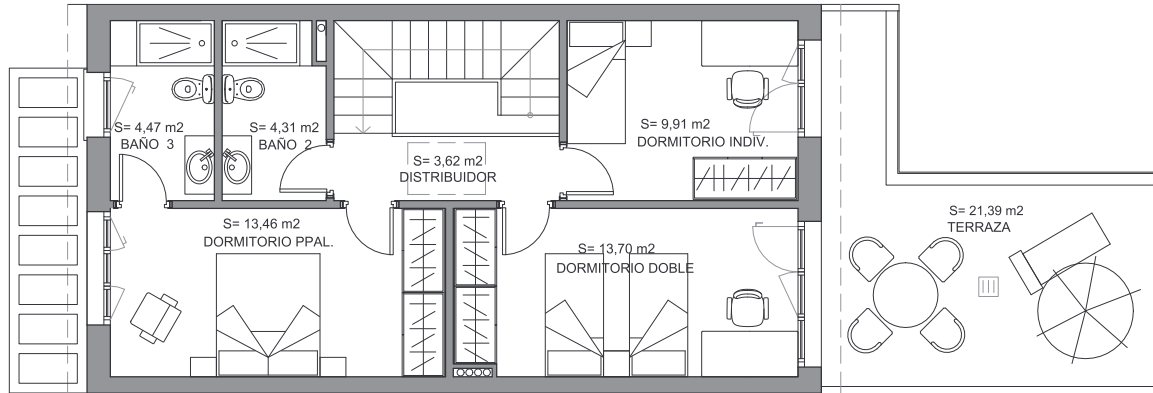 S= 4,47 m2
BAÑO 3
S= 4,31 m2
BAÑO 2
S= 3,62 m2
DISTRIBUIDOR
S= 9,91 m2
DORMITORIO INDIV.
S= 13,46 m2
DORMITORIO PPAL.
S= 13,70 m2
DORMITORIO DOBLE
S= 21,39 m2
TERRAZA